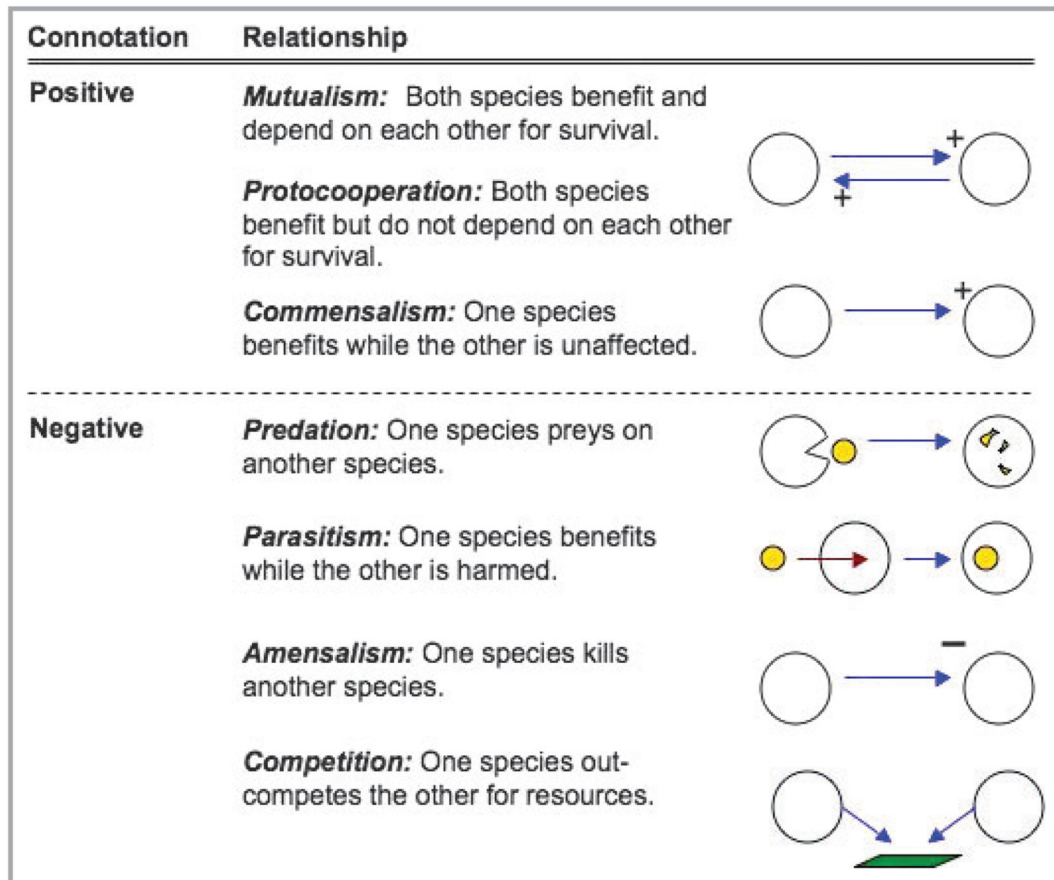 Connotation Relationship
Positive
Mutualism: Both species benefit and
depend on each other for survival.
+
+
Protocooperation: Both species
benefit but do not depend on each other
for survival.
+
Commensalism: One species
benefits while the other is unaffected.
Negative
Predation: One species preys on
another species.
Parasitism: One species benefits
while the other is harmed.
−
Amensalism: One species kills
another species.
Competition: One species out-
competes the other for resources.